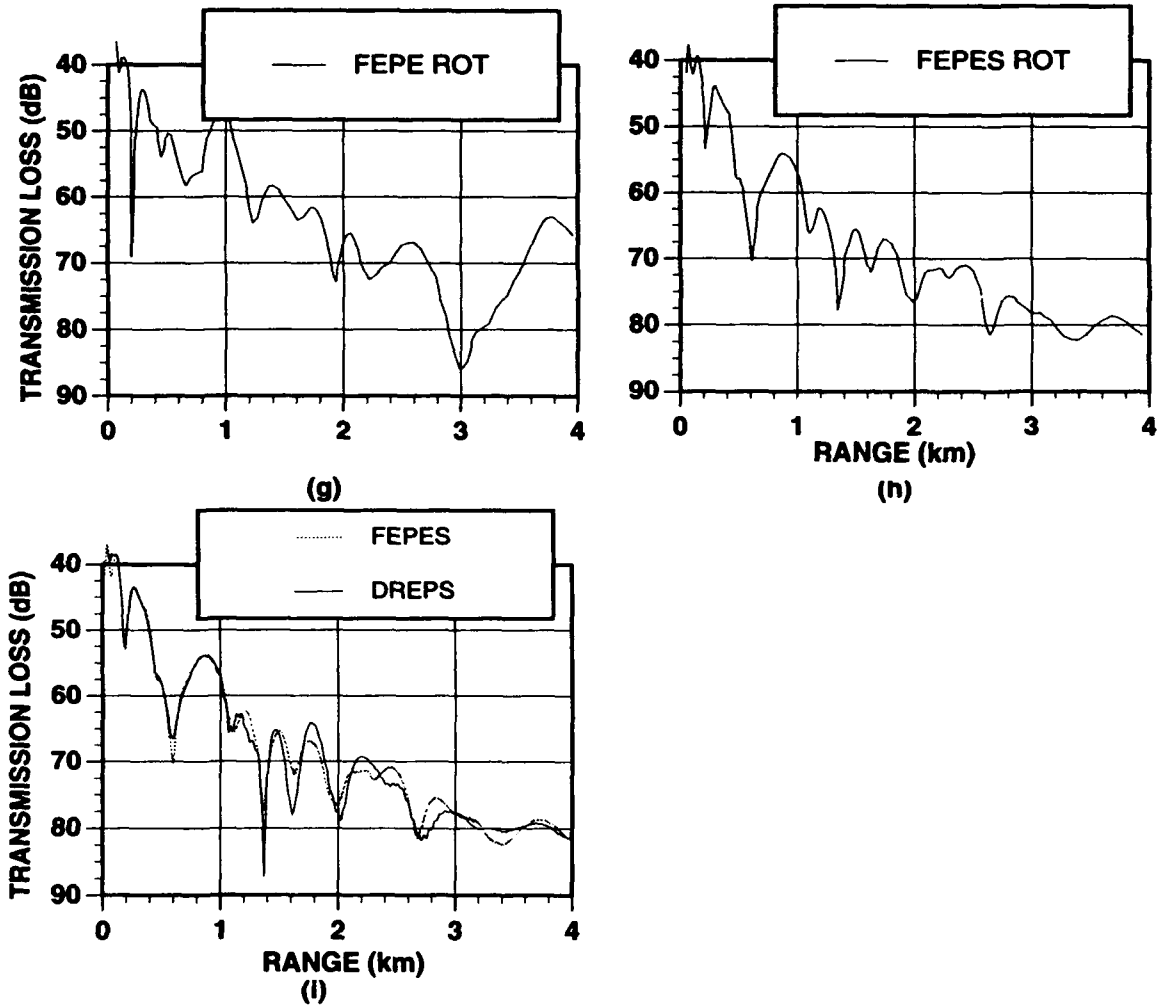 FEPE ROT
TRANSMISSION LOSS (dB)
40
50
60
70
80
90
0 1 2 3 4
(g)
FEPES ROT
40
50
60
70
80
90
0 1 2 3 4
RANGE (km)
(h)
FEPES
DREPS
TRANSMISSION LOSS (dB)
40
50
60
70
80
90
0 1 2 3 4
RANGE (km)
(i)